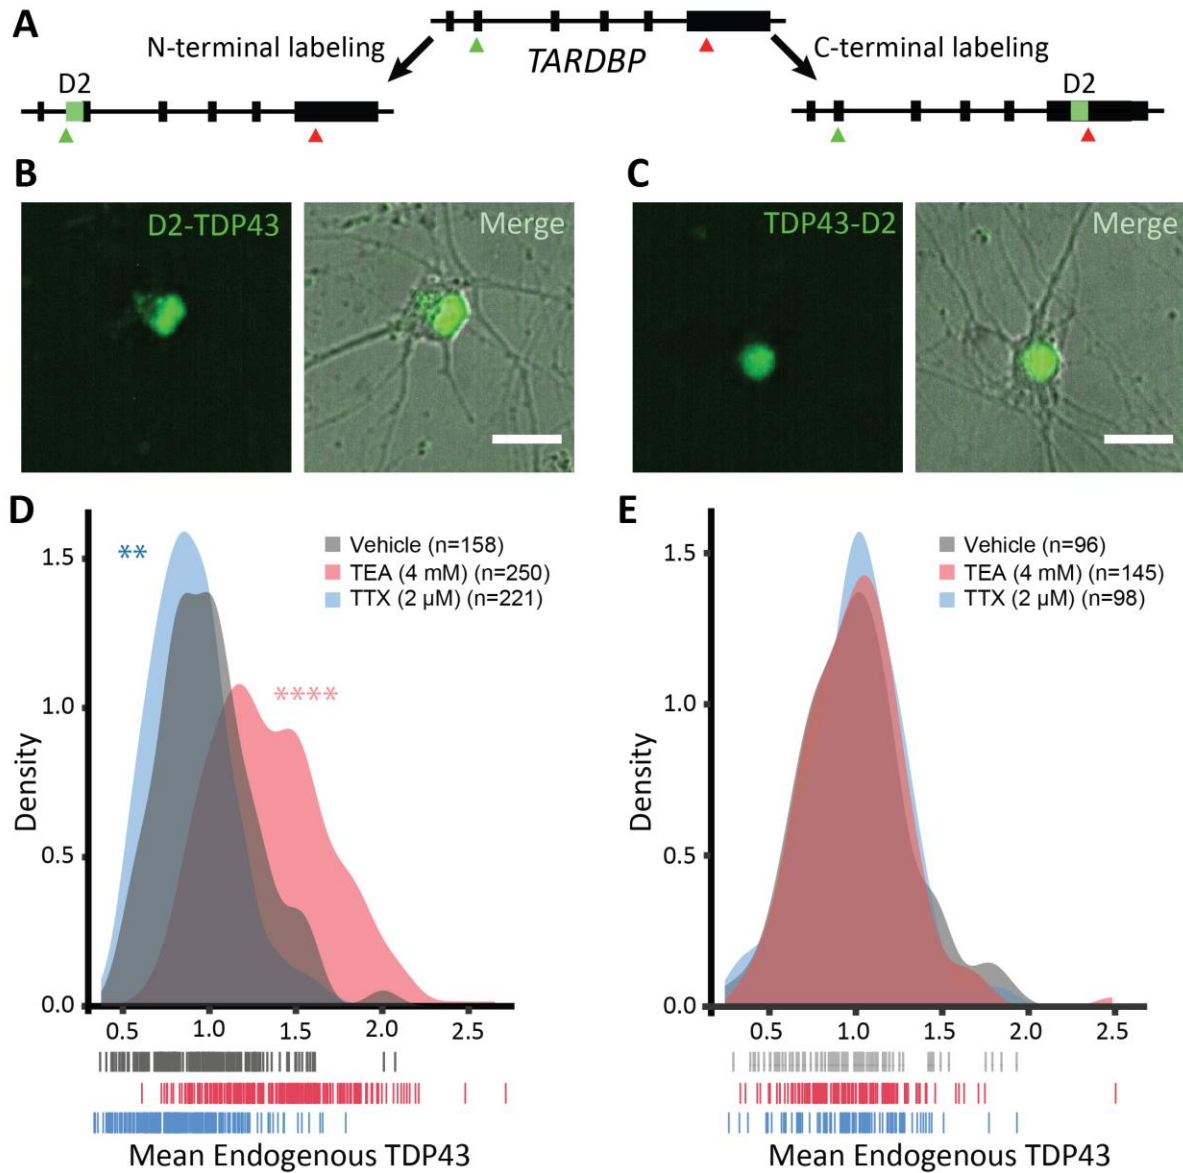 A
N-terminal labeling
TARDBP
C-terminal labeling
D2
D2
B
C
D2-TDP43
Merge
TDP43-D2
Merge
D
E
**
Vehicle (n=158)
TEA (4 mM) (n=250)
TTX (2 μM) (n=221)
****
1.5
1.0
0.5
0.0
Density
0.5 1.0 1.5 2.0 2.5
Mean Endogenous TDP43
Vehicle (n=96)
TEA (4 mM) (n=145)
TTX (2 μM) (n=98)
1.5
1.0
0.5
0.0
Density
0.5 1.0 1.5 2.0 2.5
Mean Endogenous TDP43